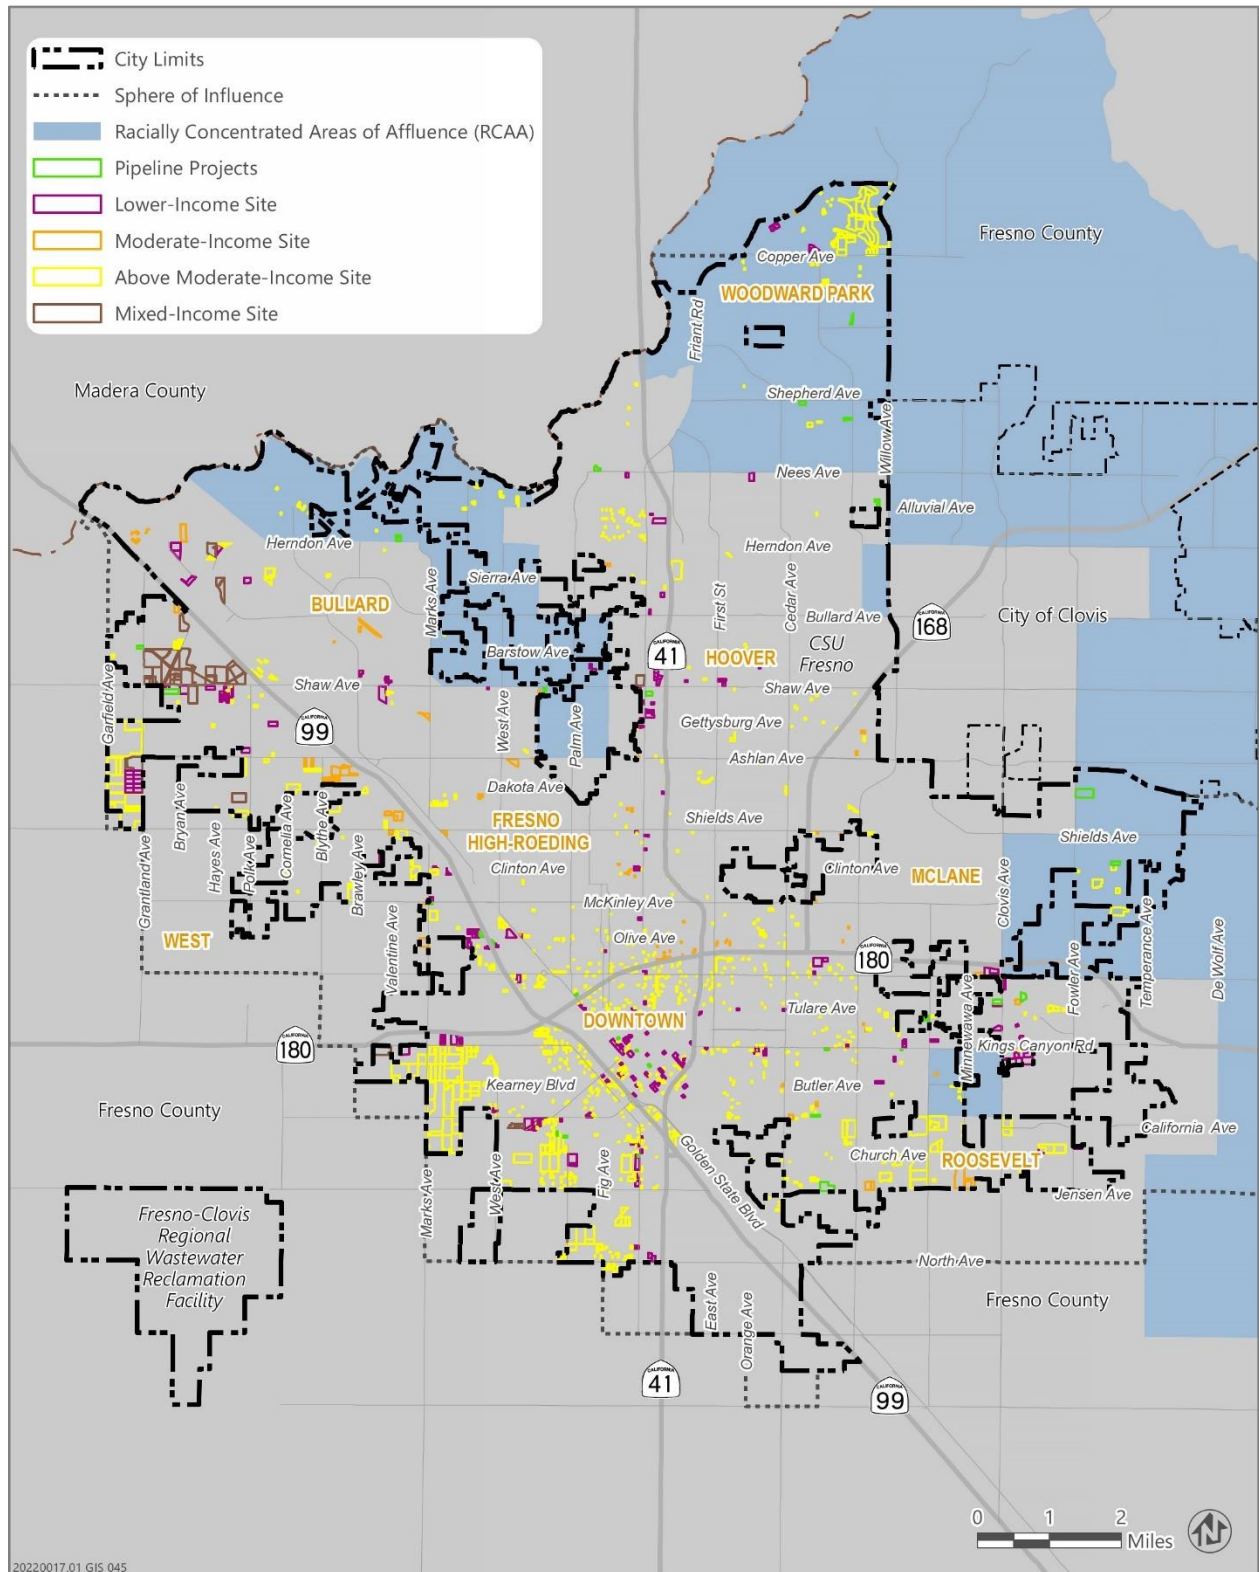 City Limits
Sphere of Influence
Racially Concentrated Areas of Affluence (RCAA)
Pipeline Projects
Lower-Income Site
Moderate-Income Site
Above Moderate-Income Site
Mixed-Income Site
Fresno County
Copper Ave
WOODWARD PARK
Friant Rd
Madera County
Shepherd Ave
Willow Ave
Nees Ave
Alluvial Ave
Herndon Ave
Herndon Ave
Sierra Ave
BULLARD
Marks Ave
First St
Cedar Ave
Bullard Ave
CALIFORNIA
168
City of Clovis
CSU
Fresno
Barstow Ave
CALIFORNIA
41
HOOVER
Garfield Ave
Shaw Ave
Shaw Ave
West Ave
Palm Ave
Gettysburg Ave
CALIFORNIA
99
Ashlan Ave
Dakota Ave
Bryan Ave
Cornelia Ave
Blythe Ave
FRESNO
HIGH-ROEDING
Shields Ave
Shields Ave
Grantland Ave
Hayes Ave
Polk Ave
Brawley Ave
Clinton Ave
Clinton Ave
MCLANE
Clovis Ave
McKinley Ave
WEST
Valentine Ave
Olive Ave
CALIFORNIA
180
Fowler Ave
Temperance Ave
De Wolf Ave
Tulare Ave
DOWNTOWN
Minnewawa Ave
CALIFORNIA
180
Kings Canyon Rd
Kearney Blvd
Butler Ave
Fresno County
California Ave
Golden State Blvd
Church Ave
ROOSEVELT
Marks Ave
West Ave
Fig Ave
Jensen Ave
Fresno-Clovis
Regional
Wastewater
Reclamation
Facility
North Ave
East Ave
Orange Ave
Fresno County
CALIFORNIA
41
CALIFORNIA
99
0 1 2
Miles
N
20220017.01 GIS 045